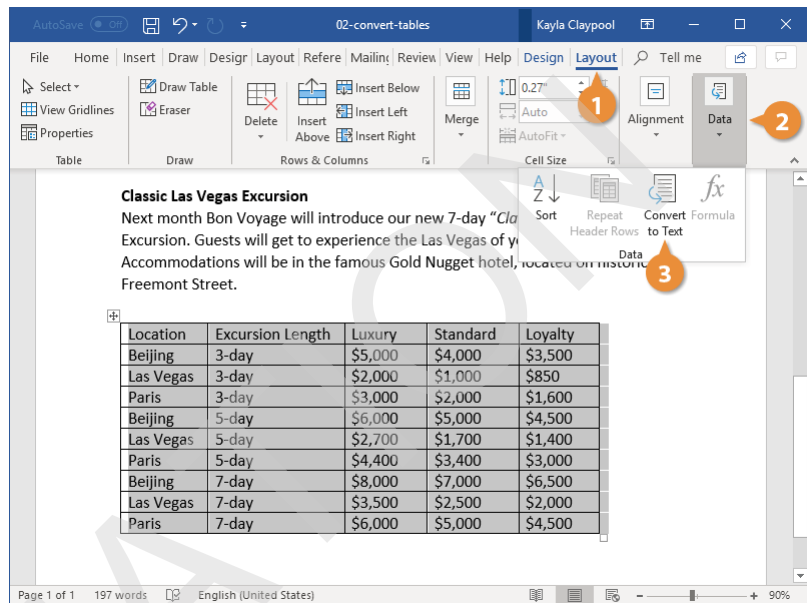 AutoSave Off 02-convert-tables Kayla Claypool
File Home Insert Draw Desigr Layout Refere Mailing Review View Help Design Layout Tell me
Select
View Gridlines
Properties
Table
Draw Table
Eraser
Draw
Delete
Insert Above
Insert Below
Insert Left
Insert Right
Rows & Columns
Merge
0.27"
Auto
AutoFit
Cell Size
Alignment
Data
1
2
Sort
Repeat Header Rows
Convert to Text
Formula
Data
3
Classic Las Vegas Excursion
Next month Bon Voyage will introduce our new 7-day “Cla
Excursion. Guests will get to experience the Las Vegas of y
Accommodations will be in the famous Gold Nugget hotel, located on historic
Freemont Street.
Location Excursion Length Luxury Standard Loyalty
Beijing 3-day $5,000 $4,000 $3,500
Las Vegas 3-day $2,000 $1,000 $850
Paris 3-day $3,000 $2,000 $1,600
Beijing 5-day $6,000 $5,000 $4,500
Las Vegas 5-day $2,700 $1,700 $1,400
Paris 5-day $4,400 $3,400 $3,000
Beijing 7-day $8,000 $7,000 $6,500
Las Vegas 7-day $3,500 $2,500 $2,000
Paris 7-day $6,000 $5,000 $4,500
Page 1 of 1 197 words English (United States) 90%